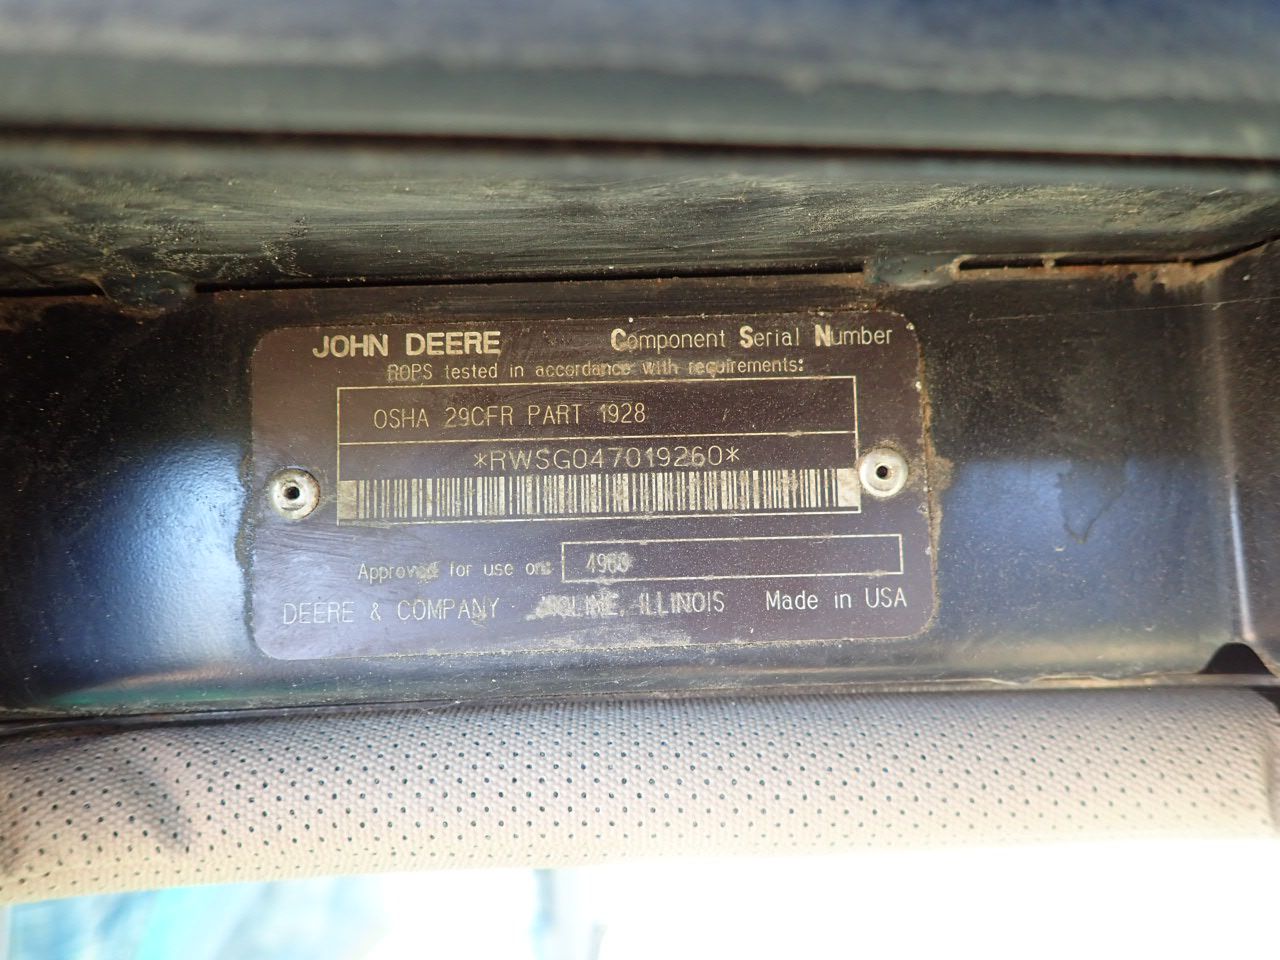 JOHN DEERE Component Serial Number
ROPS tested in accordance with requirements:
OSHA 29CFR PART 1928
*RWSG047019260*
Approved for use on:
DEERE & COMPANY MOLINE, ILLINOIS Made in USA